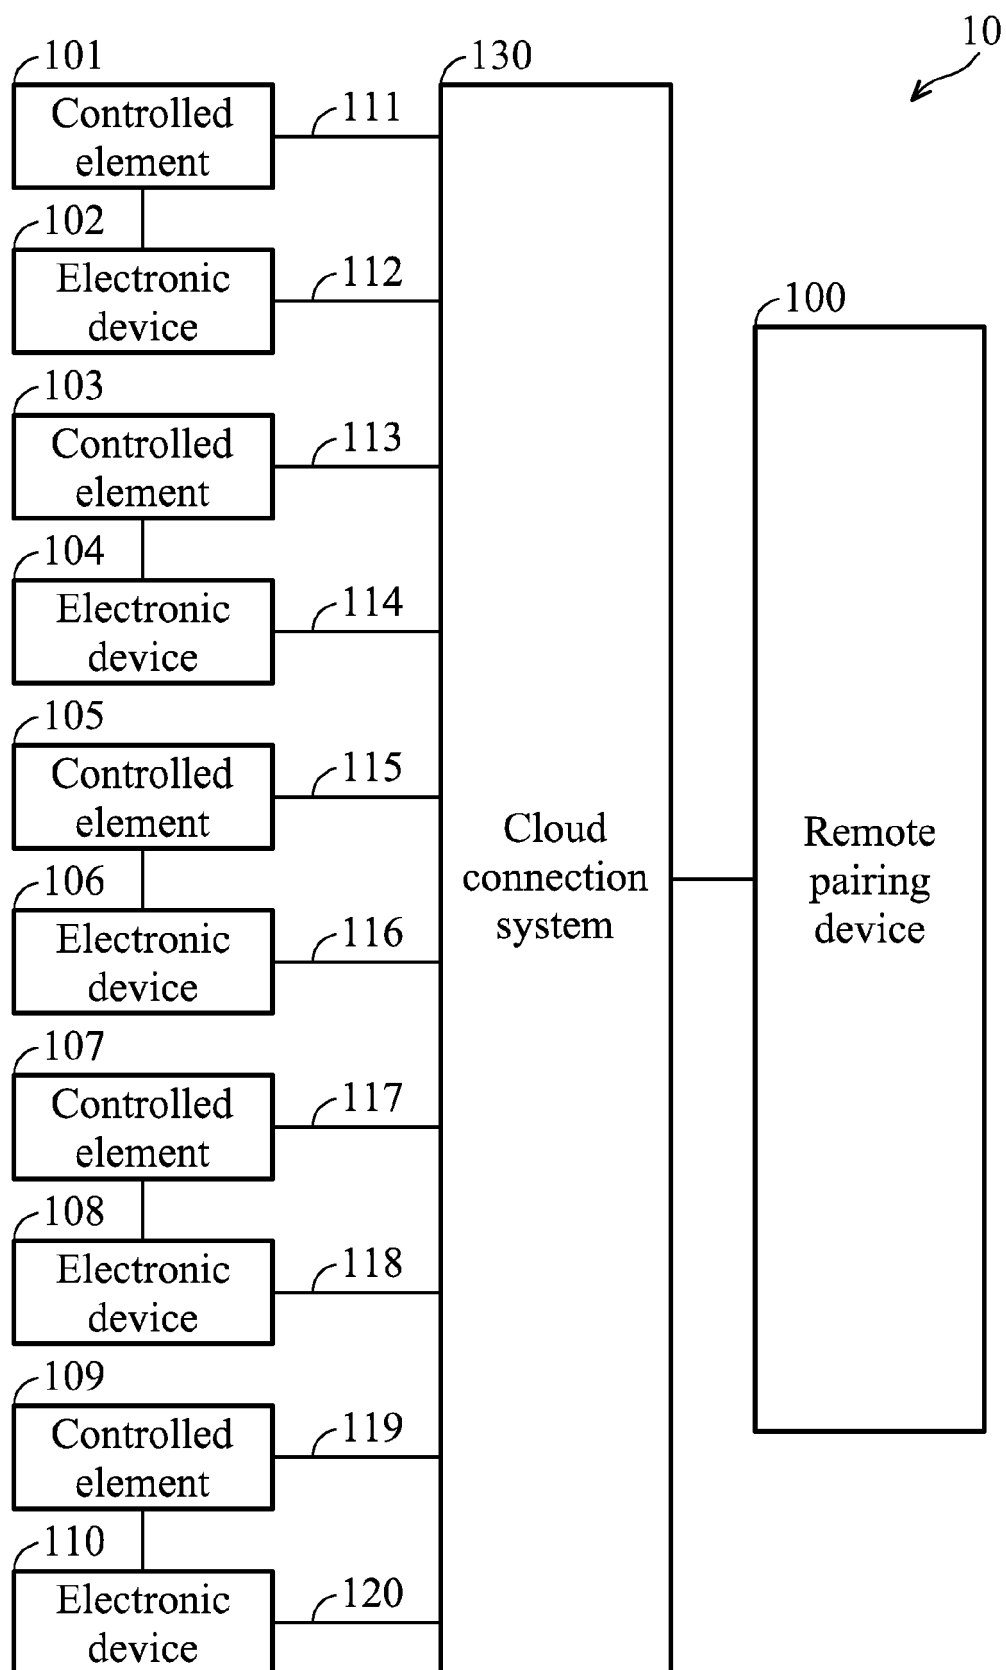 10
101
130
Controlled
element
111
102
Electronic
device
112
100
103
Controlled
element
113
104
Electronic
device
114
105
Controlled
element
115
Cloud
connection
system
Remote
pairing
device
106
Electronic
device
116
107
Controlled
element
117
108
Electronic
device
118
109
Controlled
element
119
110
Electronic
device
120